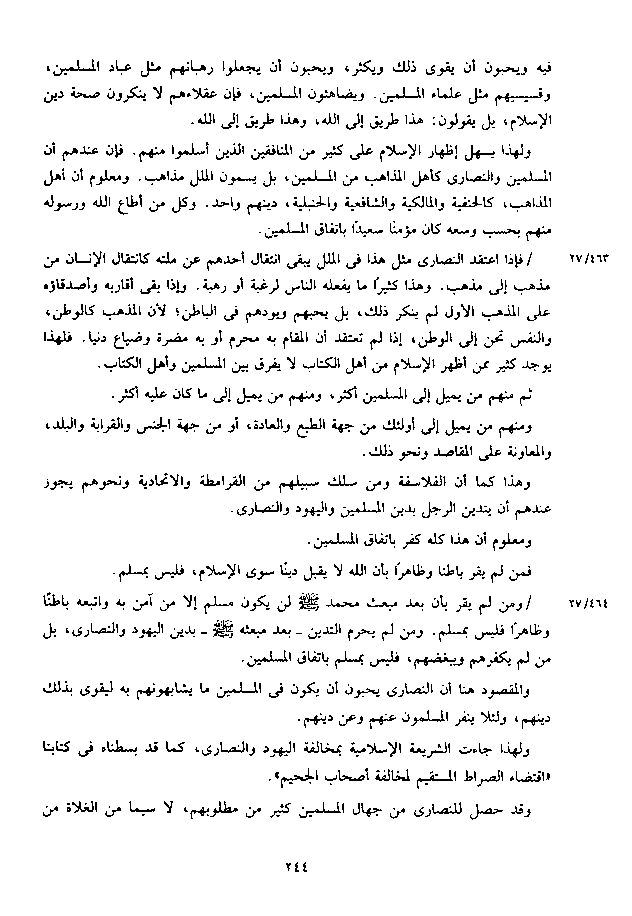 فيه ويحبون أن يقوى ذلك ويكثر، ويحبون أن يجعلوا رهبانهم مثل عباد المسلمين،
وقسيسيهم مثل علماء المسلمين. ويضاهئون المسلمين، فإن عقلاءهم لا ينكرون صحة دين
الإسلام، بل يقولون: هذا طريق إلى الله، وهذا طريق إلى الله.
ولهذا يسهل إظهار الإسلام على كثير من المنافقين الذين أسلموا منهم. فإن عندهم أن
المسلمين والنصارى كأهل المذاهب من المسلمين، بل يسمون الملل مذاهب. ومعلوم أن أهل
المذاهب، كالحنفية والمالكية والشافعية والحنبلية، دينهم واحد. وكل من أطاع الله ورسوله
منهم بحسب وسعه كان مؤمنًا سعيدًا باتفاق المسلمين.
٢٧/٤٦٣ / فإذا اعتقد النصارى مثل هذا فى الملل يبقى انتقال أحدهم عن ملته كانتقال الإنسان من
مذهب إلى مذهب. وهذا كثيرًا ما يفعله الناس لرغبة أو رهبة. وإذا بقى أقاربه وأصدقاؤه
على المذهب الأول لم ينكر ذلك، بل يحبهم ويودهم فى الباطن؛ لأن المذهب كالوطن،
والنفس تحن إلى الوطن، إذا لم تعتقد أن المقام به محرم أو به مضرة وضياع دنيا. فلهذا
يوجد كثير ممن أظهر الإسلام من أهل الكتاب لا يفرق بين المسلمين وأهل الكتاب.
ثم منهم من يميل إلى المسلمين أكثر، ومنهم من يميل إلى ما كان عليه أكثر.
ومنهم من يميل إلى أولئك من جهة الطبع والعادة، أو من جهة الجنس والقرابة والبلد،
والمعاونة على المقاصد ونحو ذلك.
وهذا كما أن الفلاسفة ومن سلك سبيلهم من القرامطة والاتحادية ونحوهم يجوز
عندهم أن يتدين الرجل بدين المسلمين واليهود والنصارى.
ومعلوم أن هذا كله كفر باتفاق المسلمين.
فمن لم يقر باطنا وظاهرًا بأن الله لا يقبل دينًا سوى الإسلام، فليس بمسلم.
٢٧/٤٦٤ / ومن لم يقر بأن بعد مبعث محمد ﷺ لن يكون مسلم إلا من آمن به واتبعه باطنًا
وظاهرًا فليس بمسلم. ومن لم يحرم التدين ـ بعد مبعثه ﷺ ـ بدين اليهود والنصارى، بل
من لم يكفرهم ويبغضهم، فليس بمسلم باتفاق المسلمين.
والمقصود هنا أن النصارى يحبون أن يكون فى المسلمين ما يشابهونهم به ليقوى بذلك
دينهم، ولئلا ينفر المسلمون عنهم وعن دينهم.
ولهذا جاءت الشريعة الإسلامية بمخالفة اليهود والنصارى، كما قد بسطناه فى كتابنا
«اقتضاء الصراط المستقيم لمخالفة أصحاب الجحيم».
وقد حصل للنصارى من جهال المسلمين كثير من مطلوبهم، لا سيما من الغلاة من
٢٤٤